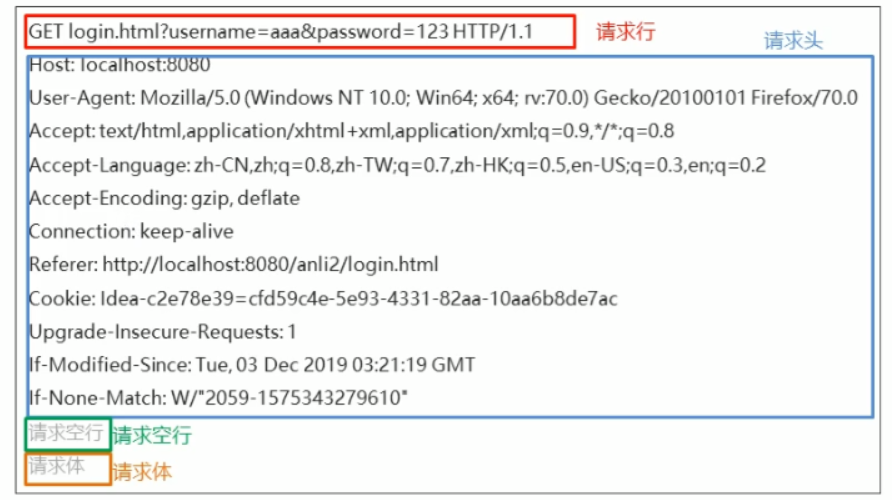 GET login.html?username=aaa&password=123 HTTP/1.1 请求行 请求头
Host: localhost:8080
User-Agent: Mozilla/5.0 (Windows NT 10.0; Win64; x64; rv:70.0) Gecko/20100101 Firefox/70.0
Accept: text/html,application/xhtml+xml,application/xml;q=0.9,*/*;q=0.8
Accept-Language: zh-CN,zh;q=0.8,zh-TW;q=0.7,zh-HK;q=0.5,en-US;q=0.3,en;q=0.2
Accept-Encoding: gzip, deflate
Connection: keep-alive
Referer: http://localhost:8080/anli2/login.html
Cookie: Idea-c2e78e39=cfd59c4e-5e93-4331-82aa-10aa6b8de7ac
Upgrade-Insecure-Requests: 1
If-Modified-Since: Tue, 03 Dec 2019 03:21:19 GMT
If-None-Match: W/"2059-1575343279610"
请求空行 请求空行
请求体 请求体